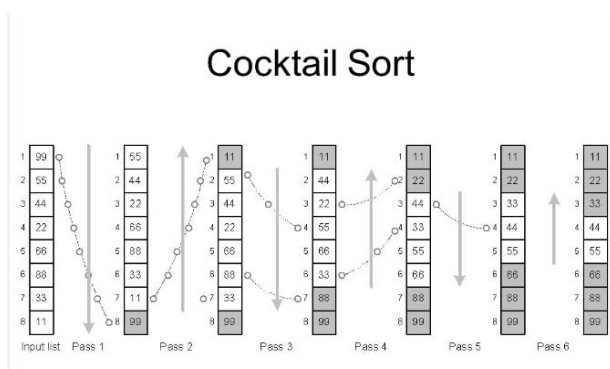 Cocktail Sort
1 99 1 55 1 11 1 11 1 11 1 11 1 11
2 55 2 44 2 55 2 44 2 22 2 22 2 22
3 44 3 22 3 44 3 22 3 44 3 33 3 33
4 22 4 66 4 22 4 55 4 33 4 44 4 44
5 66 5 88 5 66 5 66 5 55 5 55 5 55
6 88 6 33 6 88 6 33 6 66 6 66 6 66
7 33 7 11 7 33 7 88 7 88 7 88 7 88
8 11 8 99 8 99 8 99 8 99 8 99 8 99
Input list Pass 1 Pass 2 Pass 3 Pass 4 Pass 5 Pass 6